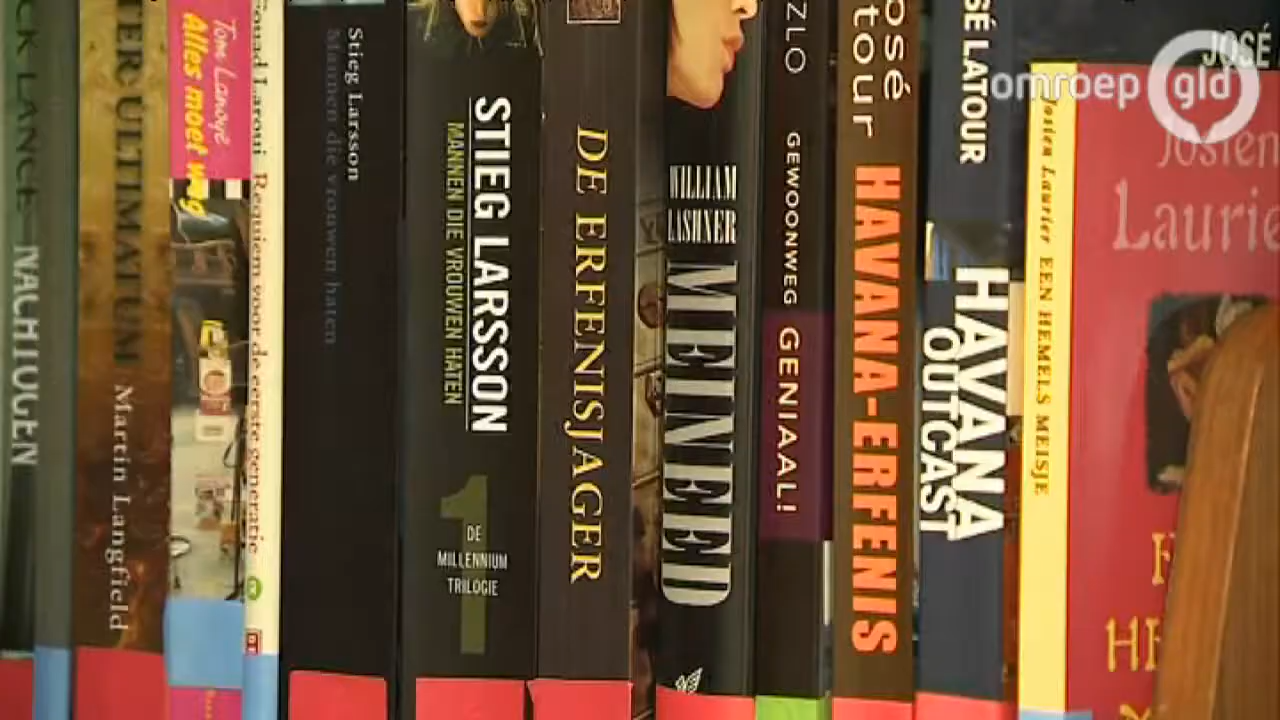 NACHTOGEN
ULTIMATUM
Martin Langfield
Tom Lanoye
Alles moet weg
Fouad Laroui Requiem voor de eerste generatie
Stieg Larsson
Mannen die vrouwen haten
STIEG LARSSON
MANNEN DIE VROUWEN HATEN
1
DE
MILLENNIUM
TRILOGIE
DE ERFENISJAGER
WILLIAM
LASHNER
MEINEED
GEWOONWEG GENIAAL!
José
HAVANA-ERFENIS
LATOUR
HAVANA
OUTCAST
Josien Laurier EEN HEMELS MEISJE
JOSÉ
Josien
omroep gld